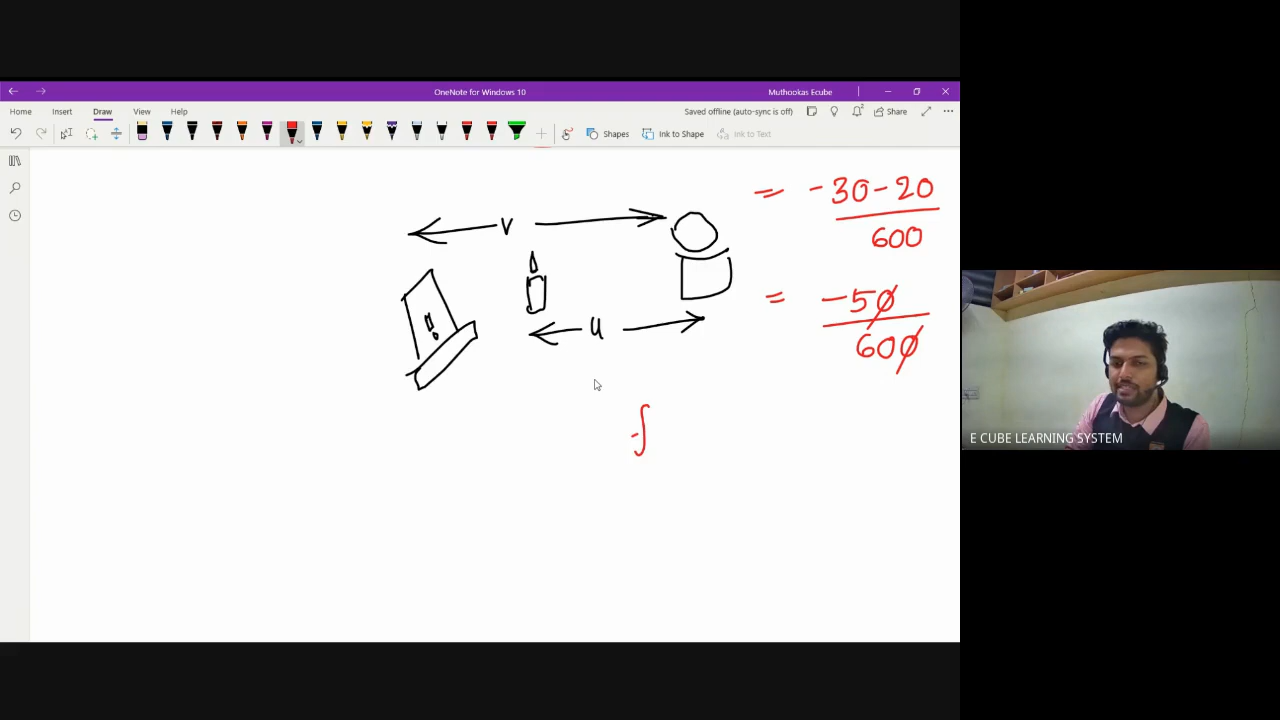 OneNote for Windows 10
Muthookas Ecube
Home Insert Draw View Help
Saved offline (auto-sync is off)
Share
Shapes
Ink to Shape
Ink to Text
v
u
= -30-20
600
= -50
600
f
E CUBE LEARNING SYSTEM